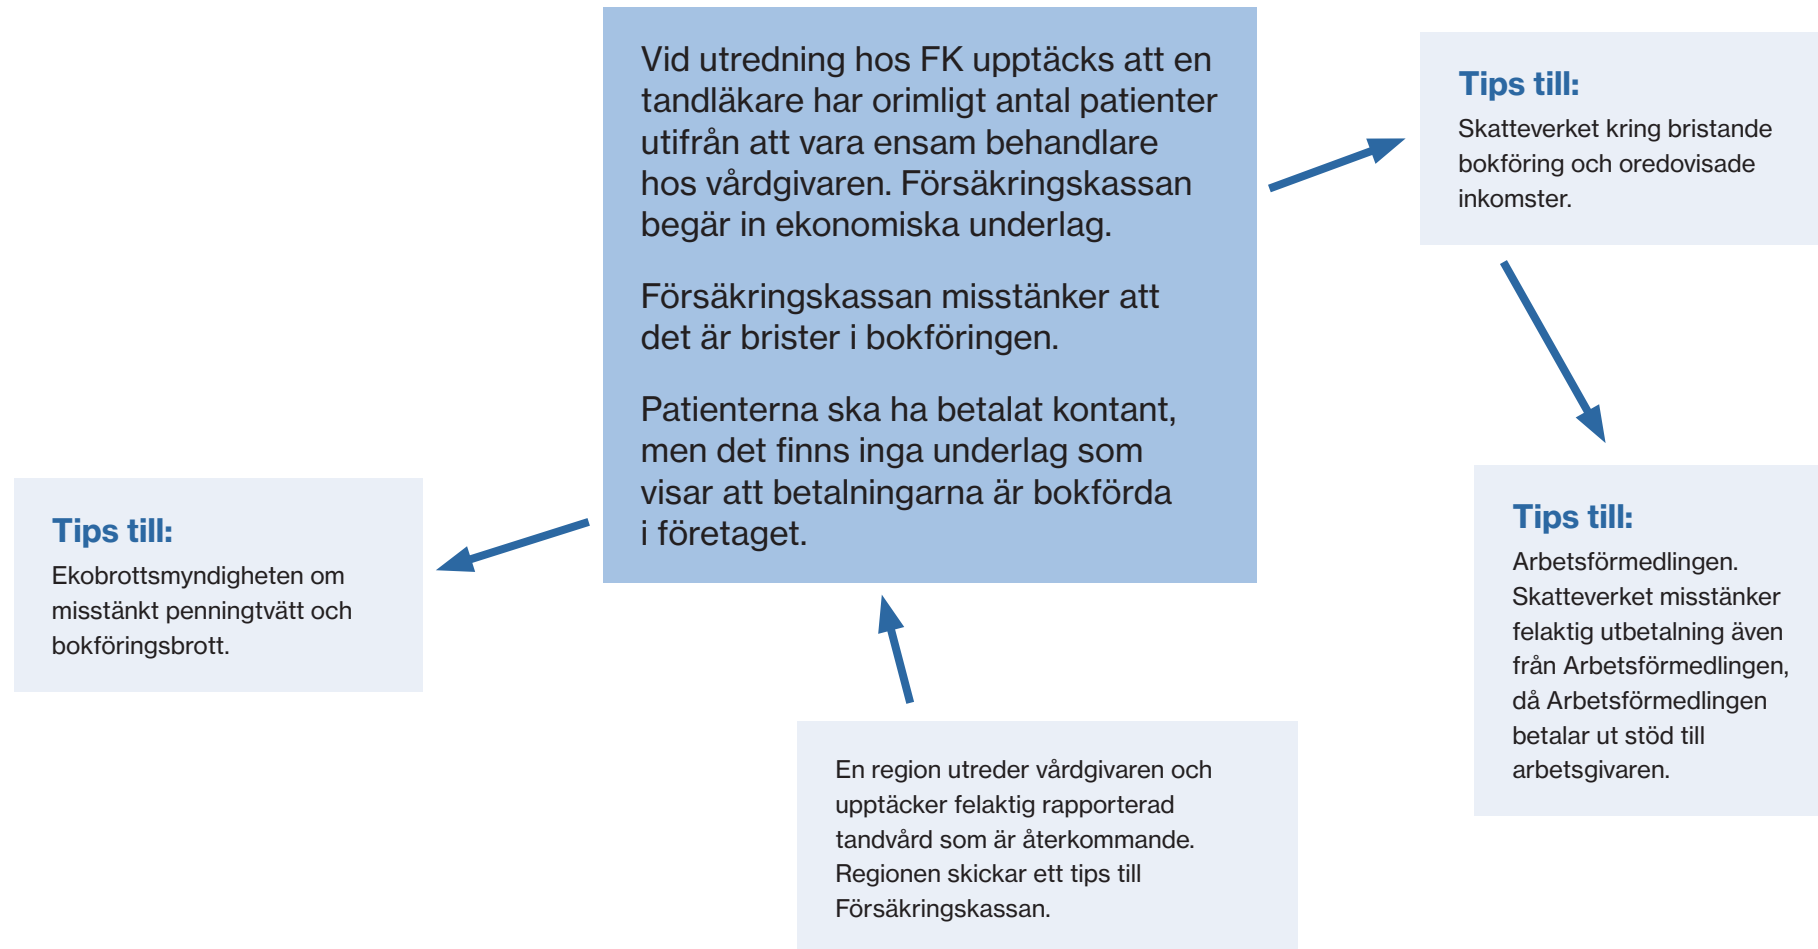 Vid utredning hos FK upptäcks att en
tandläkare har orimligt antal patienter
utifrån att vara ensam behandlare
hos vårdgivaren. Försäkringskassan
begär in ekonomiska underlag.
Försäkringskassan misstänker att
det är brister i bokföringen.
Patienterna ska ha betalat kontant,
men det finns inga underlag som
visar att betalningarna är bokförda
i företaget.
Tips till:
Skatteverket kring bristande
bokföring och oredovisade
inkomster.
Tips till:
Ekobrottsmyndigheten om
misstänkt penningtvätt och
bokföringsbrott.
Tips till:
Arbetsförmedlingen.
Skatteverket misstänker
felaktig utbetalning även
från Arbetsförmedlingen,
då Arbetsförmedlingen
betalar ut stöd till
arbetsgivaren.
En region utreder vårdgivaren och
upptäcker felaktig rapporterad
tandvård som är återkommande.
Regionen skickar ett tips till
Försäkringskassan.